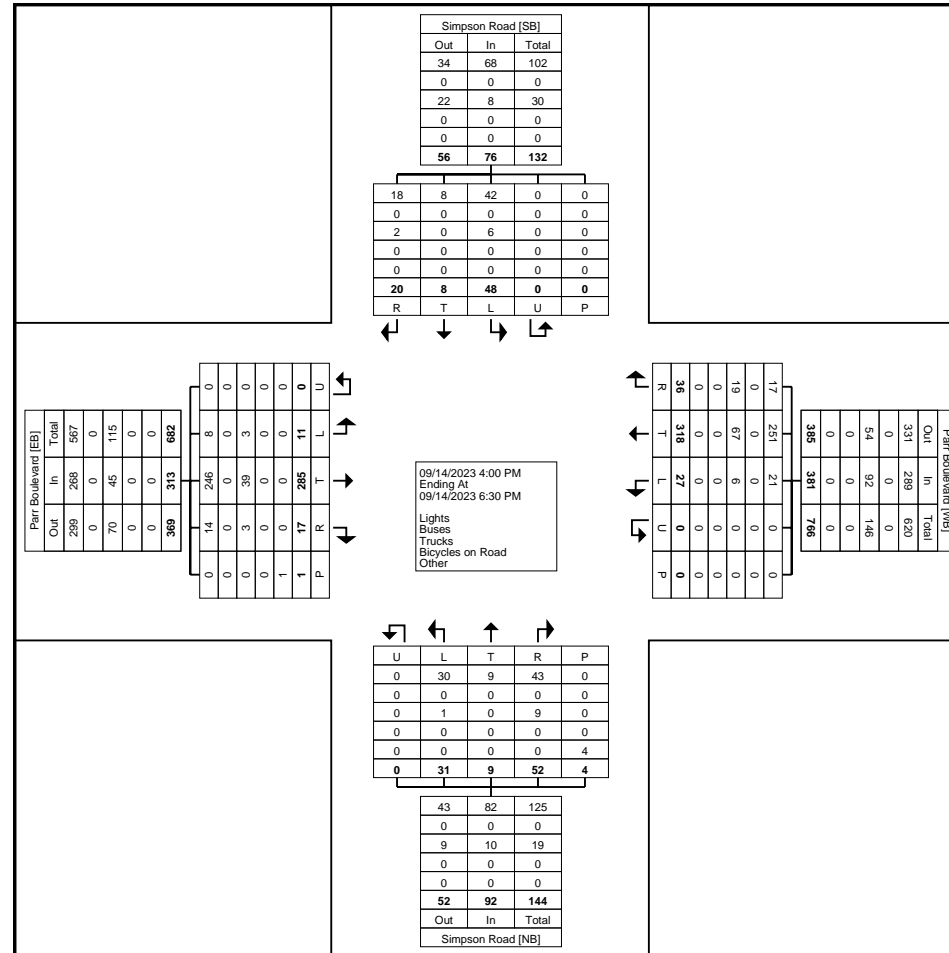 Simpson Road [SB]
Out In Total
34 68 102
0 0 0
22 8 30
0 0 0
0 0 0
56 76 132
18 8 42 0 0
0 0 0 0 0
2 0 6 0 0
0 0 0 0 0
0 0 0 0 0
20 8 48 0 0
R T L U P
Parr Boulevard [EB]
Total 567 0 115 0 0 682
In 268 0 45 0 0 313
Out 299 0 70 0 0 369
0 0 0 0 0 0 U
8 0 3 0 0 11 L
246 0 39 0 0 285 T
14 0 3 0 0 17 R
0 0 0 0 1 1 P
09/14/2023 4:00 PM
Ending At
09/14/2023 6:30 PM
Lights
Buses
Trucks
Bicycles on Road
Other
R 36 0 0 19 0 17
T 318 0 0 67 0 251
L 27 0 0 6 0 21
U 0 0 0 0 0 0
P 0 0 0 0 0 0
385 0 0 54 0 331 Out
381 0 0 92 0 289 In
766 0 0 146 0 620 Total
Parr Boulevard [WB]
U L T R P
0 30 9 43 0
0 0 0 0 0
0 1 0 9 0
0 0 0 0 0
0 0 0 0 4
0 31 9 52 4
43 82 125
0 0 0
9 10 19
0 0 0
0 0 0
52 92 144
Out In Total
Simpson Road [NB]